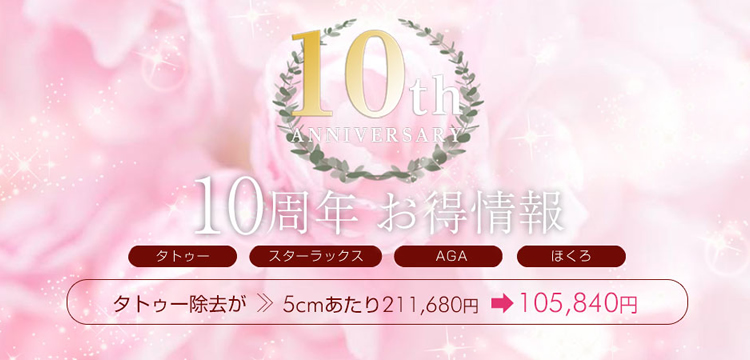 10th
ANNIVERSARY
10周年 お得情報
タトゥー スターラックス AGA ほくろ
タトゥー除去が ≫ 5cmあたり211,680円 ➡ 105,840円